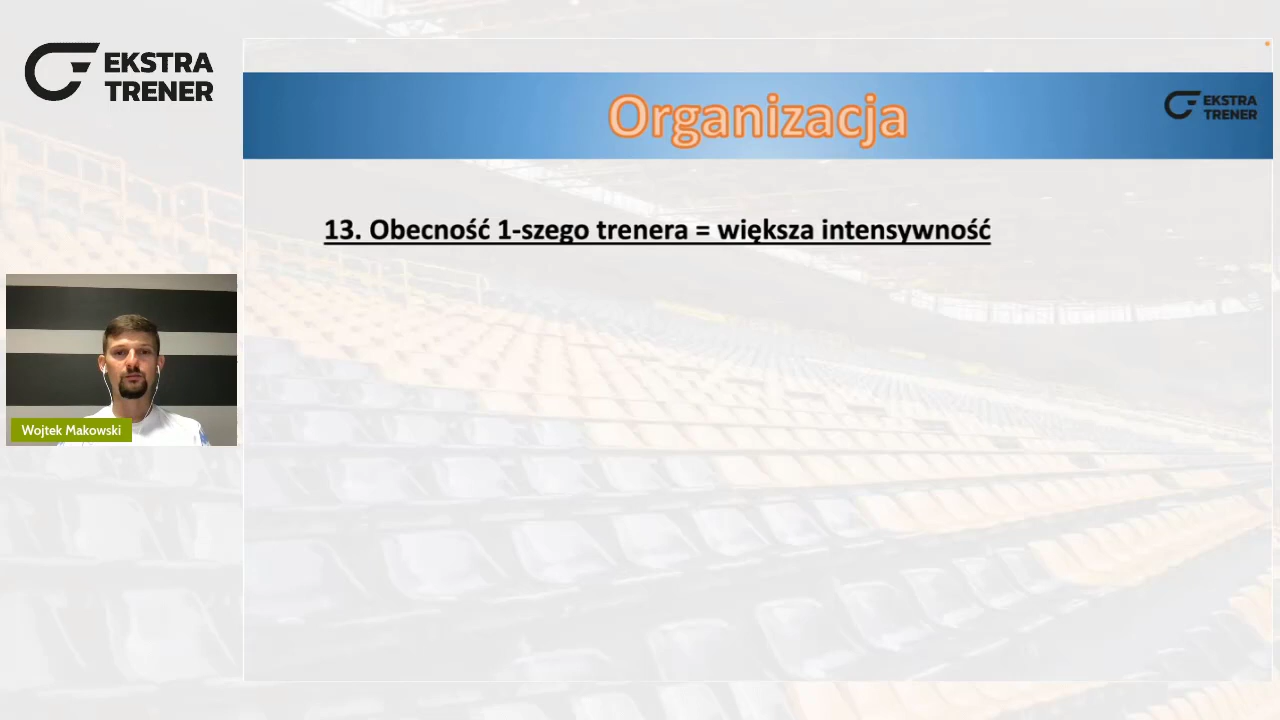 EKSTRA
TRENER
Organizacja
EKSTRA
TRENER
13. Obecność 1-szego trenera = większa intensywność
Wojtek Makowski